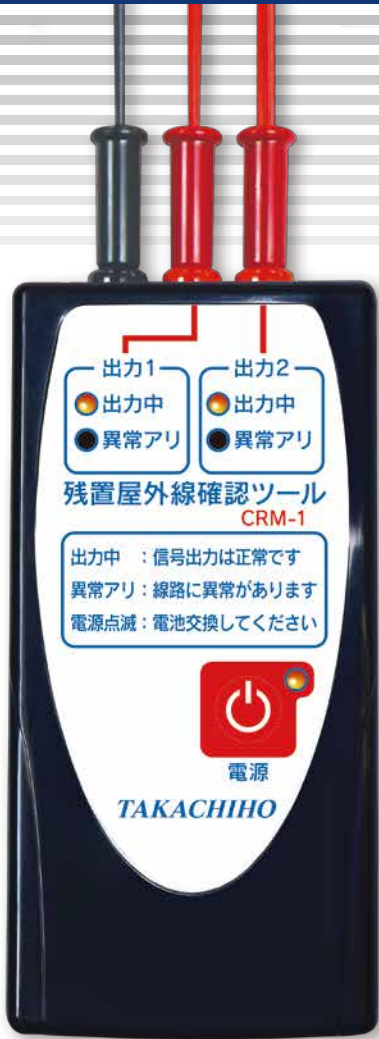 出力1 出力2
出力中 出力中
異常アリ 異常アリ
残置屋外線確認ツール
CRM-1
出力中 ：信号出力は正常です
異常アリ：線路に異常があります
電源点滅：電池交換してください
電源
TAKACHIHO